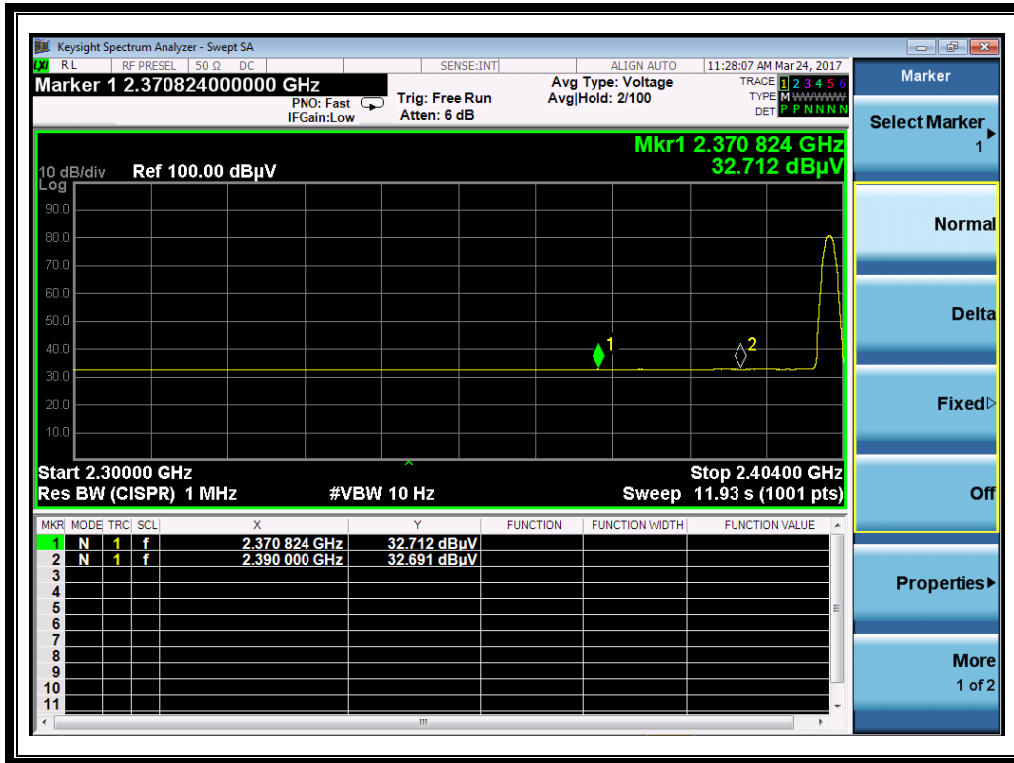 Keysight Spectrum Analyzer - Swept SA
LXI RL RF PRESEL 50 Ω DC SENSE:INT ALIGN AUTO 11:28:07 AM Mar 24, 2017
Marker 1 2.370824000000 GHz
PNO: Fast
IFGain:Low
Trig: Free Run
Atten: 6 dB
Avg Type: Voltage
Avg|Hold: 2/100
TRACE 1 2 3 4 5 6
TYPE M WWWWW
DET P P N N N N
Mkr1 2.370 824 GHz
32.712 dBµV
10 dB/div Ref 100.00 dBµV
Log
90.0
80.0
70.0
60.0
50.0
40.0
30.0
20.0
10.0
1
2
Start 2.30000 GHz Stop 2.40400 GHz
Res BW (CISPR) 1 MHz #VBW 10 Hz Sweep 11.93 s (1001 pts)
MKR MODE TRC SCL X Y FUNCTION FUNCTION WIDTH FUNCTION VALUE
1 N 1 f 2.370 824 GHz 32.712 dBµV
2 N 1 f 2.390 000 GHz 32.691 dBµV
3
4
5
6
7
8
9
10
11
Marker
Select Marker
1
Normal
Delta
Fixed
Off
Properties
More
1 of 2